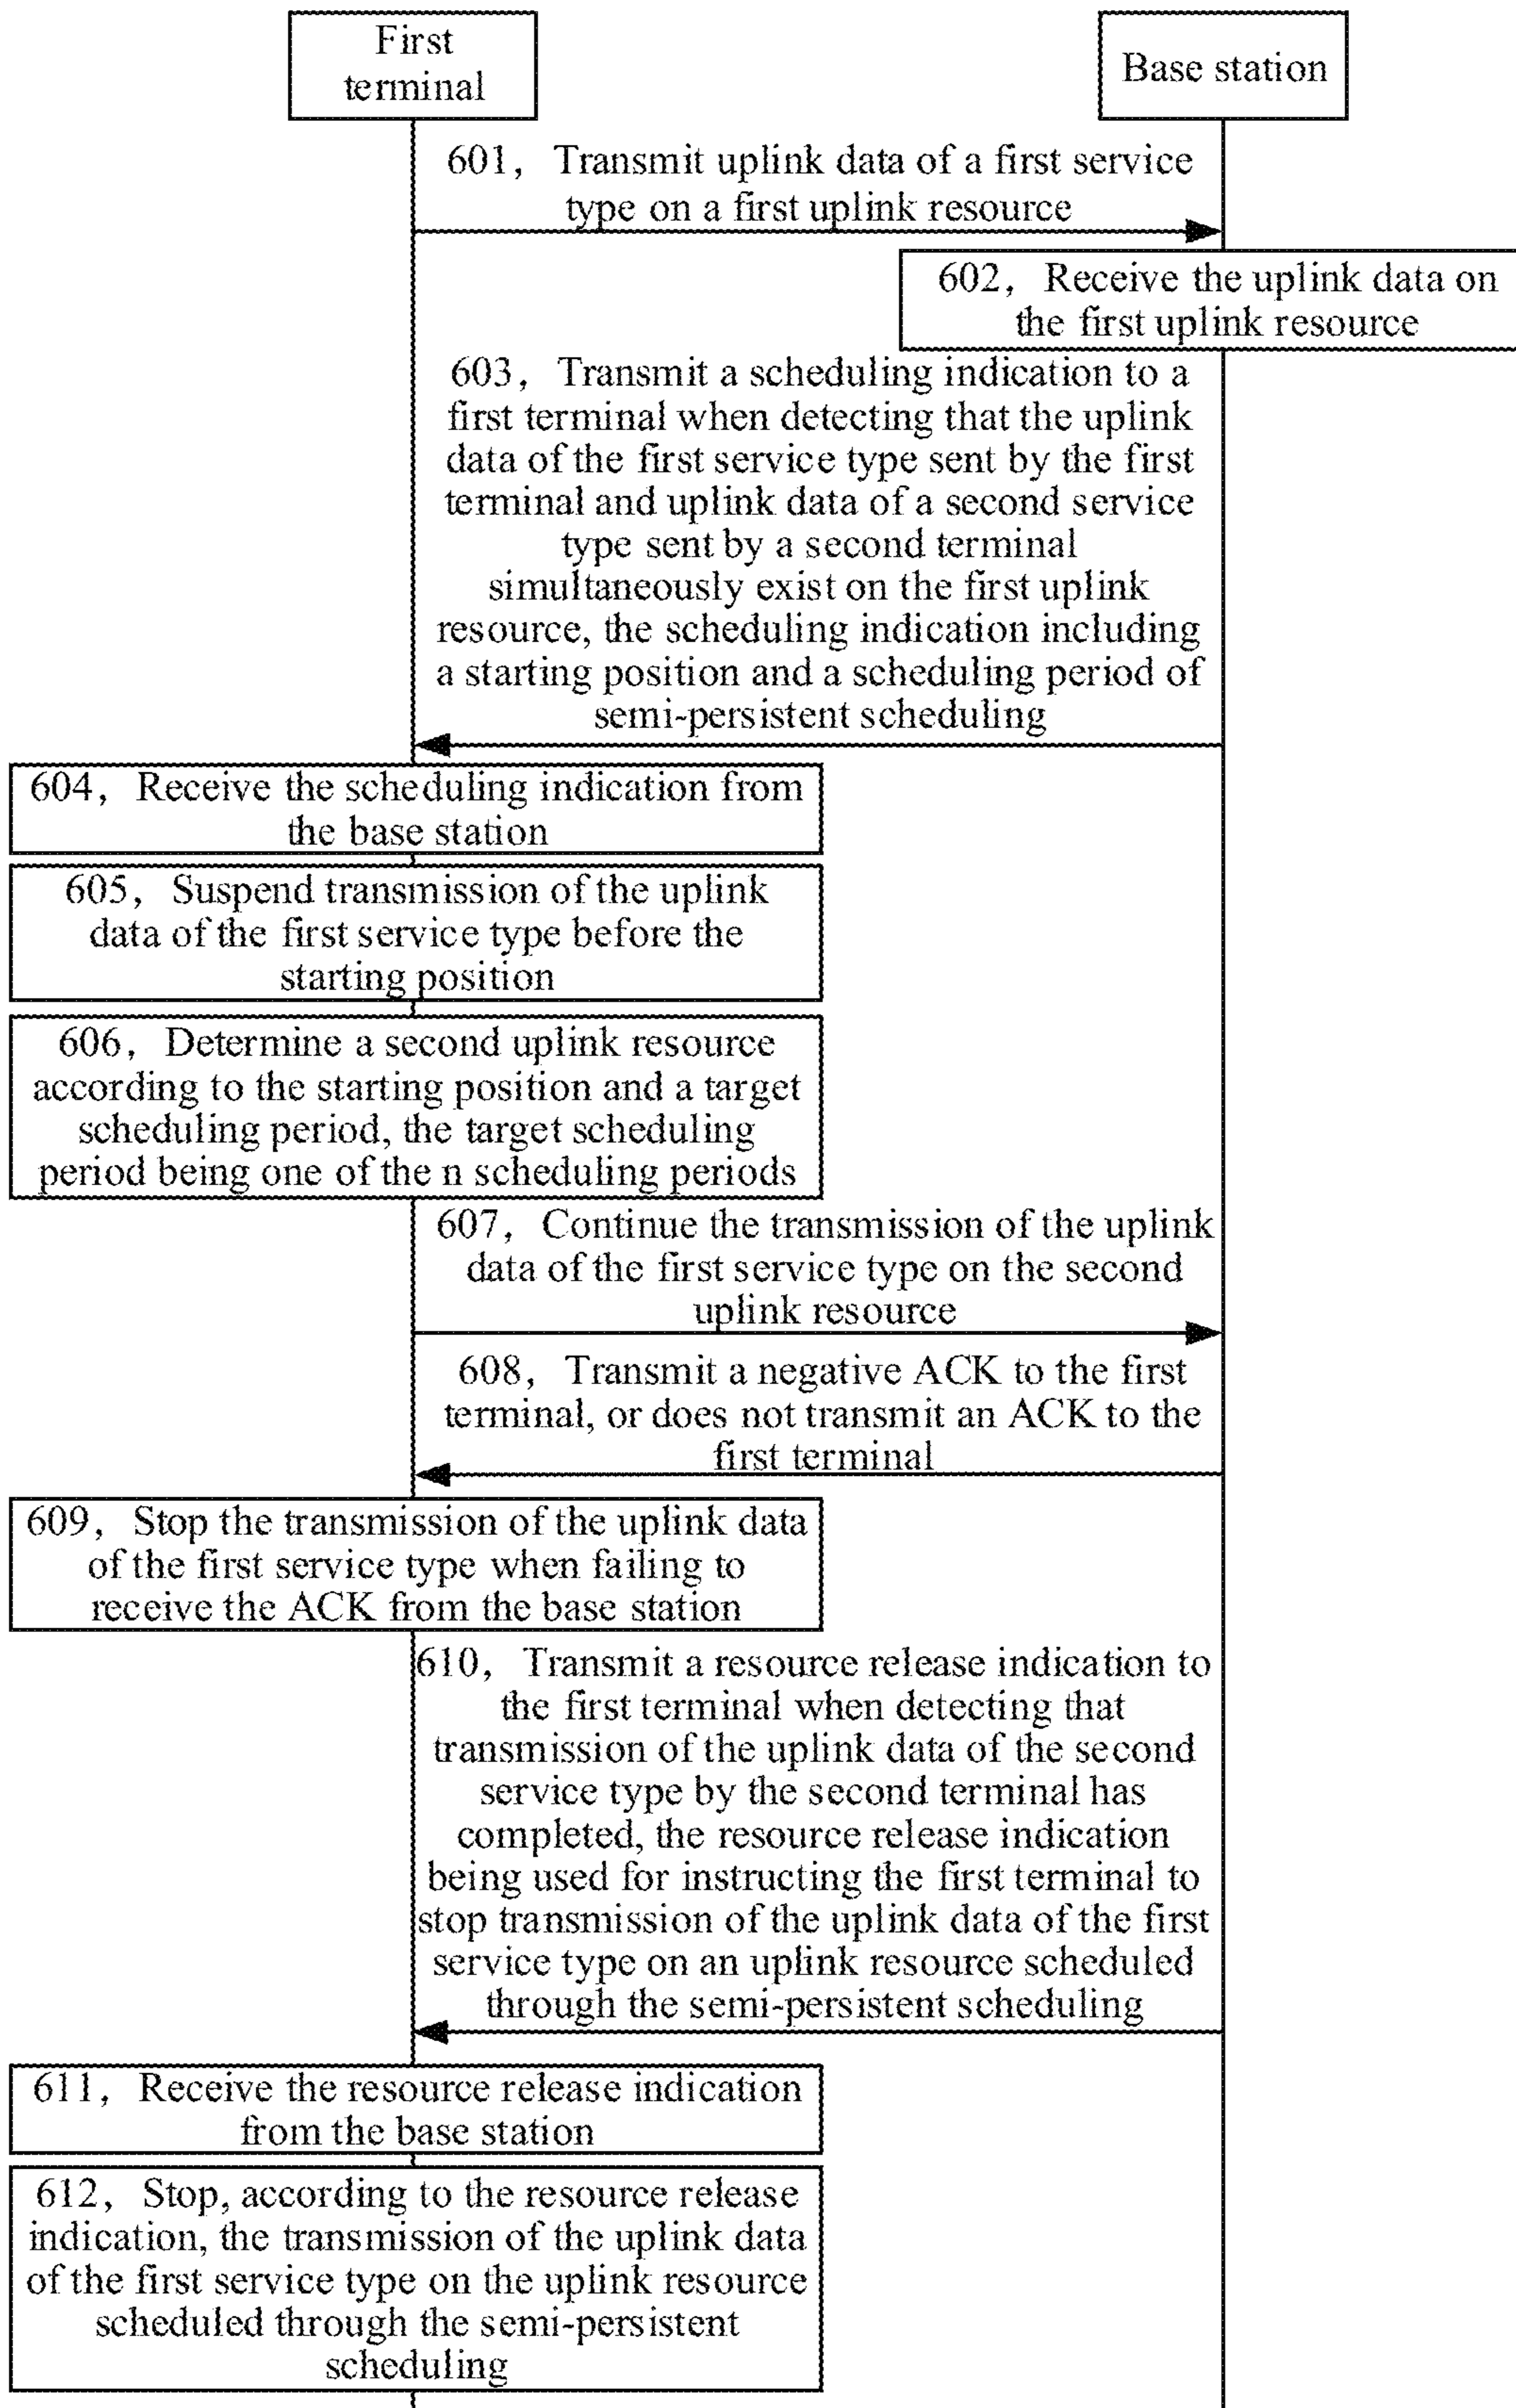 First
terminal
Base station
601, Transmit uplink data of a first service
type on a first uplink resource
602, Receive the uplink data on
the first uplink resource
603, Transmit a scheduling indication to a
first terminal when detecting that the uplink
data of the first service type sent by the first
terminal and uplink data of a second service
type sent by a second terminal
simultaneously exist on the first uplink
resource, the scheduling indication including
a starting position and a scheduling period of
semi-persistent scheduling
604, Receive the scheduling indication from
the base station
605, Suspend transmission of the uplink
data of the first service type before the
starting position
606, Determine a second uplink resource
according to the starting position and a target
scheduling period, the target scheduling
period being one of the n scheduling periods
607, Continue the transmission of the uplink
data of the first service type on the second
uplink resource
608, Transmit a negative ACK to the first
terminal, or does not transmit an ACK to the
first terminal
609, Stop the transmission of the uplink data
of the first service type when failing to
receive the ACK from the base station
610, Transmit a resource release indication to
the first terminal when detecting that
transmission of the uplink data of the second
service type by the second terminal has
completed, the resource release indication
being used for instructing the first terminal to
stop transmission of the uplink data of the first
service type on an uplink resource scheduled
through the semi-persistent scheduling
611, Receive the resource release indication
from the base station
612, Stop, according to the resource release
indication, the transmission of the uplink data
of the first service type on the uplink resource
scheduled through the semi-persistent
scheduling